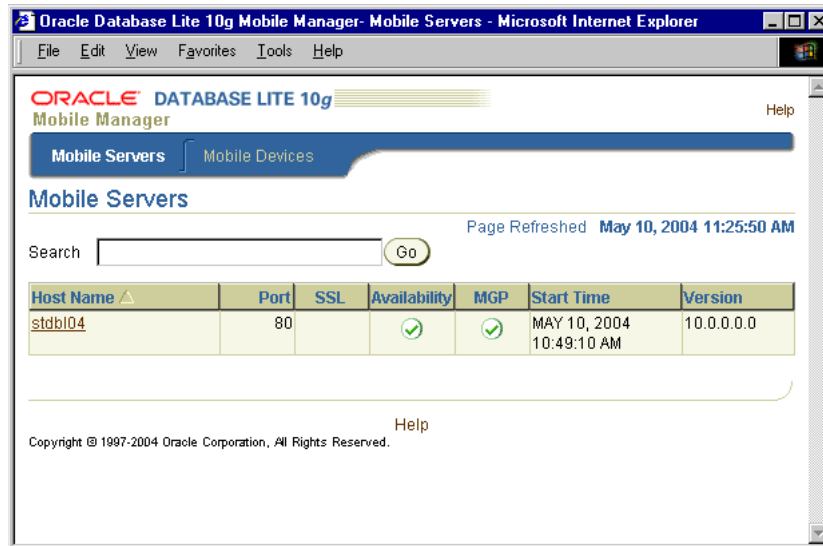 Oracle Database Lite 10g Mobile Manager- Mobile Servers - Microsoft Internet Explorer
File Edit View Favorites Tools Help
ORACLE DATABASE LITE 10g
Mobile Manager
Help
Mobile Servers Mobile Devices
Mobile Servers
Page Refreshed May 10, 2004 11:25:50 AM
Search Go
Host Name Port SSL Availability MGP Start Time Version
stdbl04 80 MAY 10, 2004 10.0.0.0.0
10:49:10 AM
Help
Copyright © 1997-2004 Oracle Corporation, All Rights Reserved.